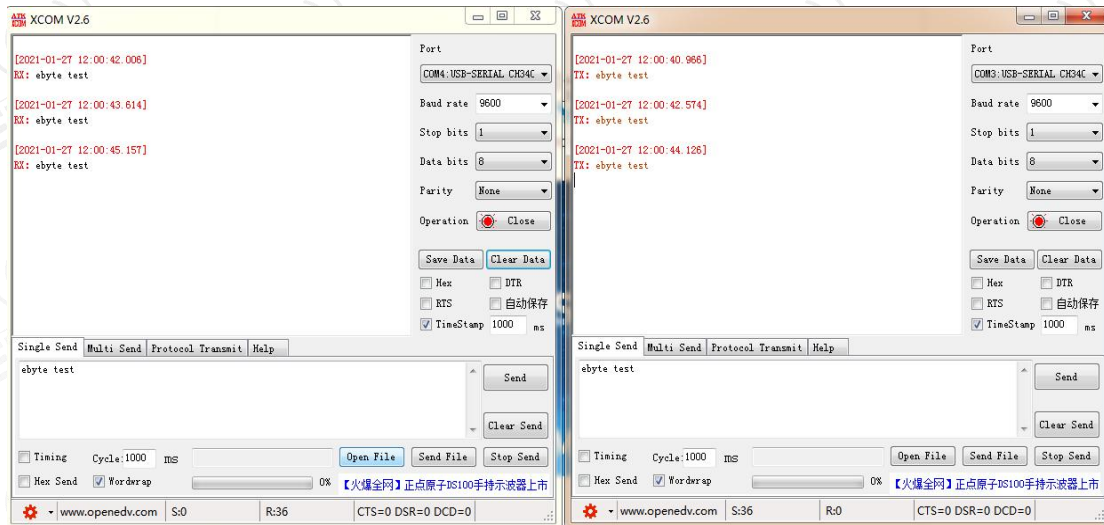 XCOM V2.6
[2021-01-27 12:00:42.006]
RX: ebyte test
[2021-01-27 12:00:43.614]
RX: ebyte test
[2021-01-27 12:00:45.157]
RX: ebyte test
Port
COM4:USB-SERIAL CH34C
Baud rate 9600
Stop bits 1
Data bits 8
Parity None
Operation Close
Save Data Clear Data
Hex DTR
RTS 自动保存
TimeStamp 1000 ms
Single Send Multi Send Protocol Transmit Help
ebyte test
Send
Clear Send
Timing Cycle:1000 ms Open File Send File Stop Send
Hex Send Wordwrap 0% 【火爆全网】正点原子DS100手持示波器上市
www.openedv.com S:0 R:36 CTS=0 DSR=0 DCD=0
XCOM V2.6
[2021-01-27 12:00:40.966]
TX: ebyte test
[2021-01-27 12:00:42.574]
TX: ebyte test
[2021-01-27 12:00:44.126]
TX: ebyte test
Port
COM3:USB-SERIAL CH34C
Baud rate 9600
Stop bits 1
Data bits 8
Parity None
Operation Close
Save Data Clear Data
Hex DTR
RTS 自动保存
TimeStamp 1000 ms
Single Send Multi Send Protocol Transmit Help
ebyte test
Send
Clear Send
Timing Cycle:1000 ms Open File Send File Stop Send
Hex Send Wordwrap 0% 【火爆全网】正点原子DS100手持示波器上市
www.openedv.com S:36 R:0 CTS=0 DSR=0 DCD=0